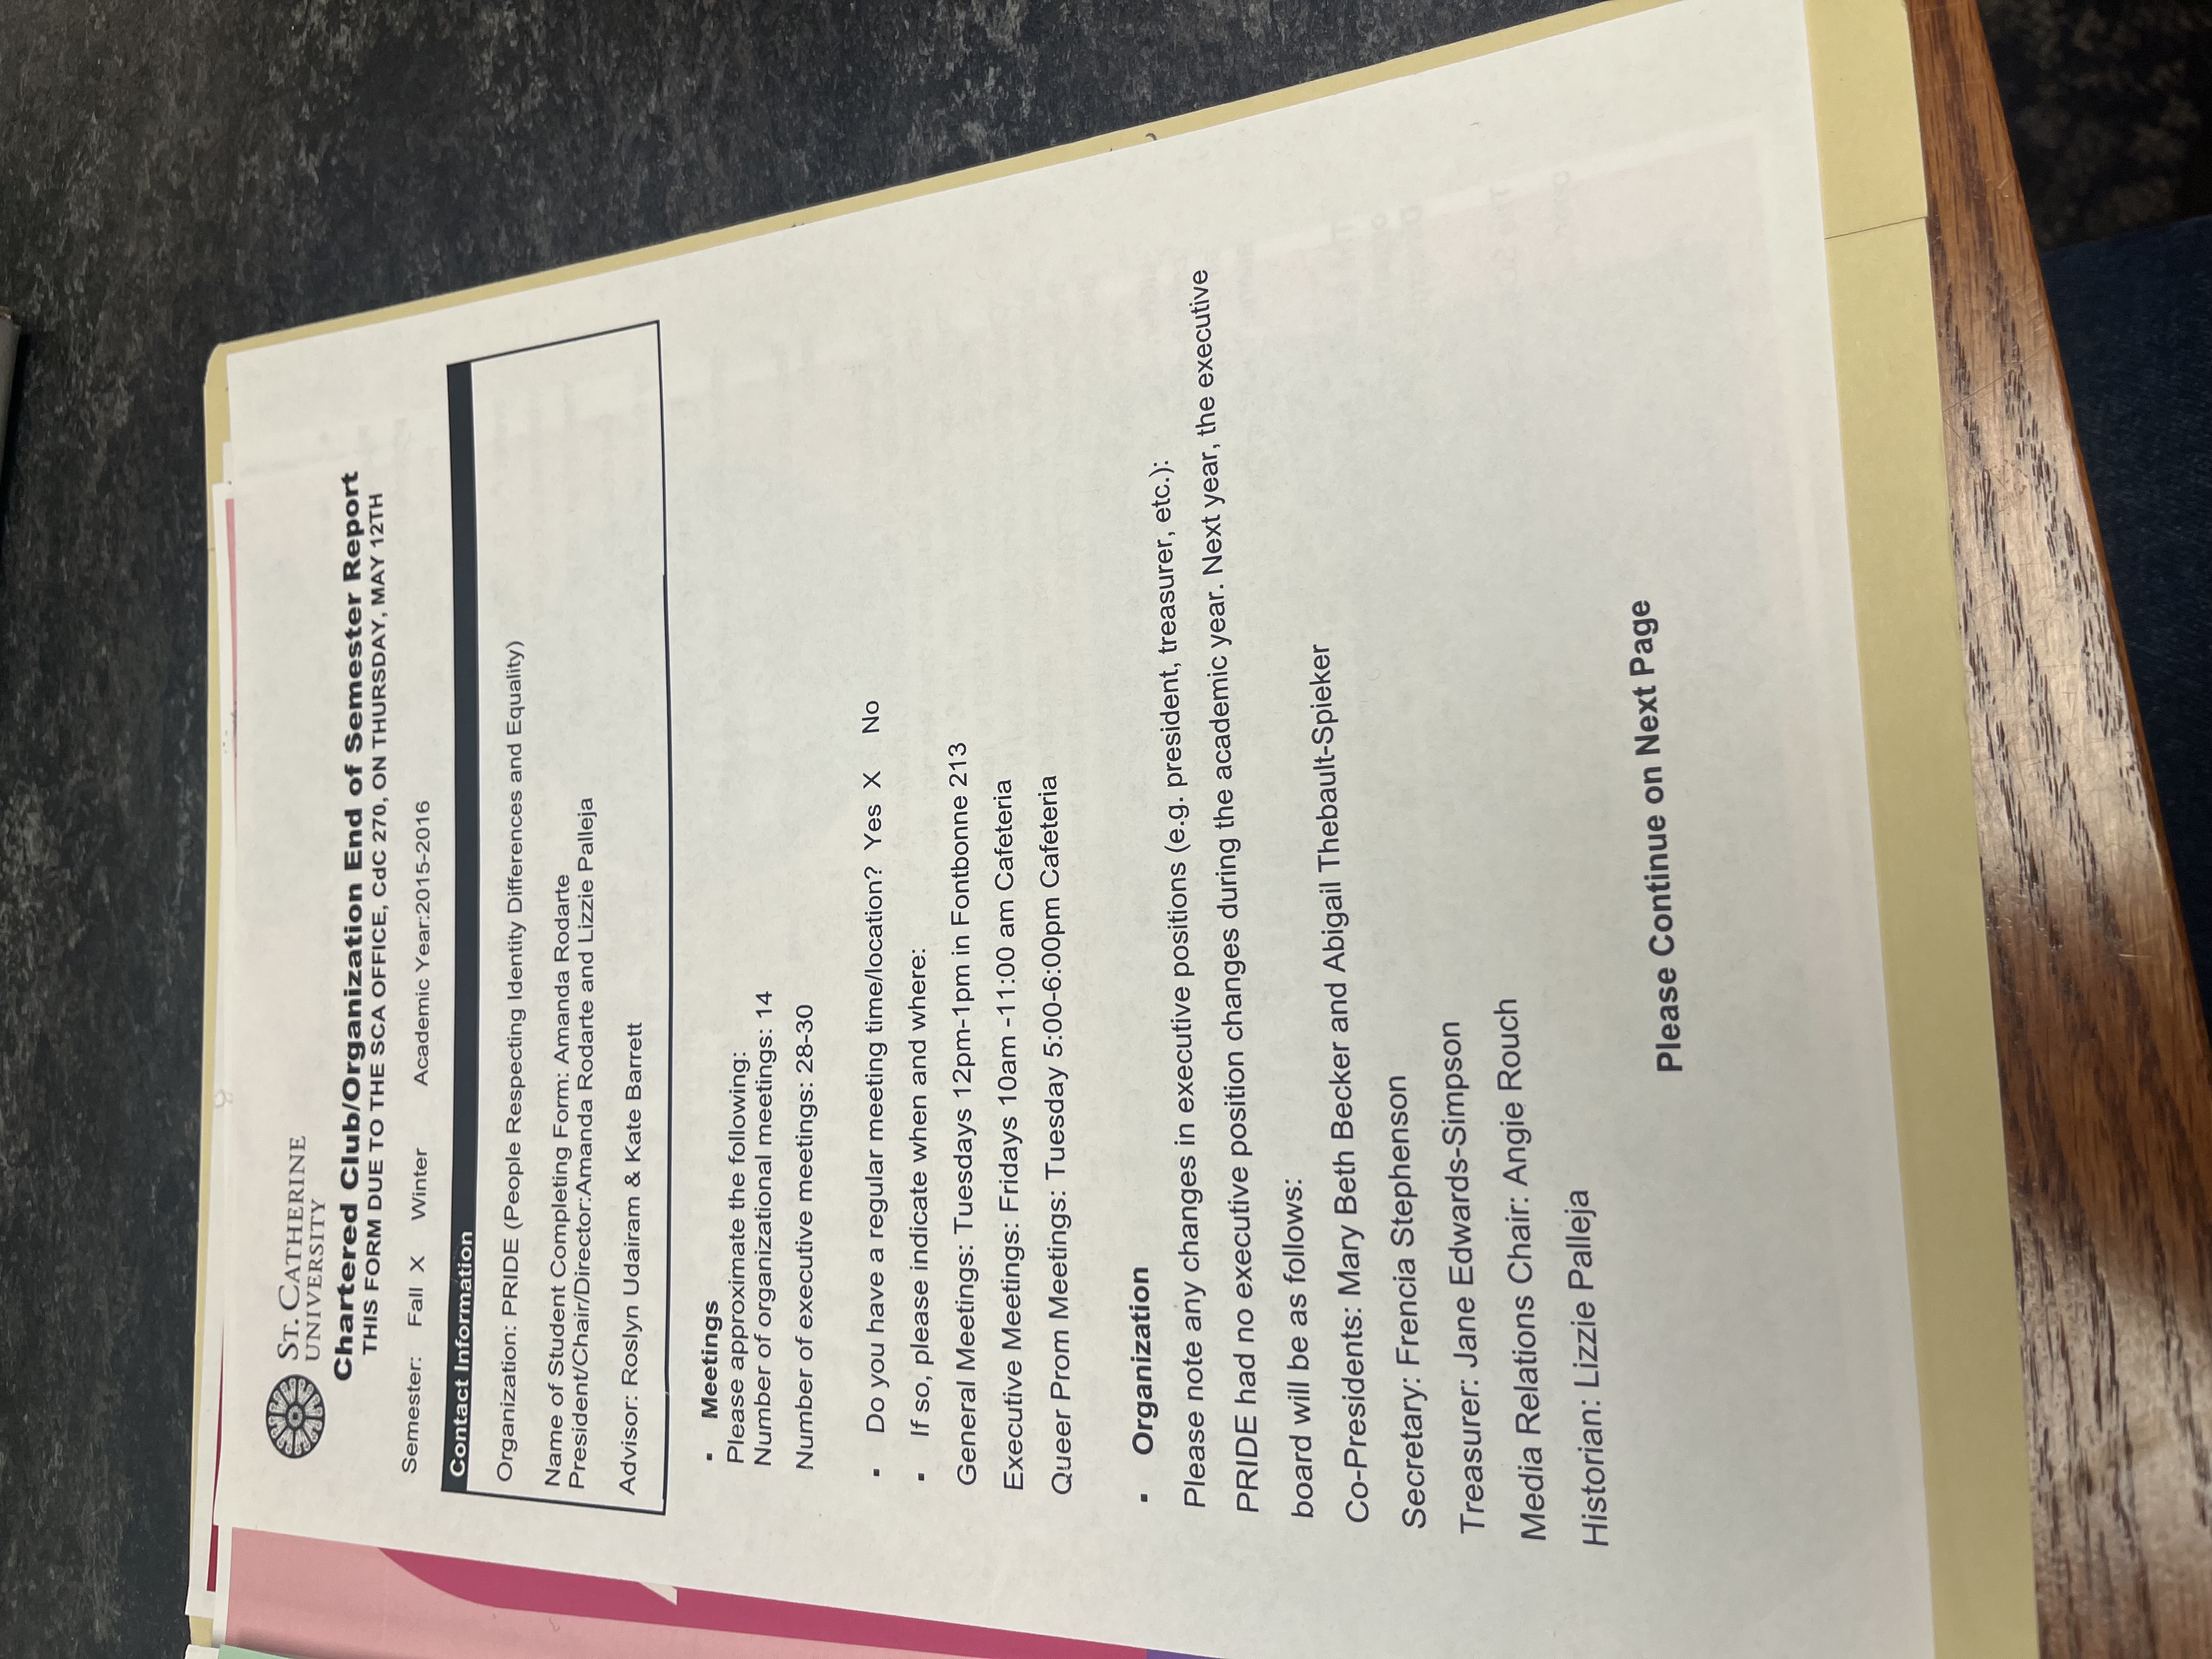 ST. CATHERINE
UNIVERSITY
Chartered Club/Organization End of Semester Report
THIS FORM DUE TO THE SCA OFFICE, CdC 270, ON THURSDAY, MAY 12TH
Semester: Fall X Winter Academic Year:2015-2016
Contact Information
Organization: PRIDE (People Respecting Identity Differences and Equality)
Name of Student Completing Form: Amanda Rodarte
President/Chair/Director:Amanda Rodarte and Lizzie Palleja
Advisor: Roslyn Udairam & Kate Barrett
▪ Meetings
Please approximate the following:
Number of organizational meetings: 14
Number of executive meetings: 28-30
▪ Do you have a regular meeting time/location? Yes X No
▪ If so, please indicate when and where:
General Meetings: Tuesdays 12pm-1pm in Fontbonne 213
Executive Meetings: Fridays 10am -11:00 am Cafeteria
Queer Prom Meetings: Tuesday 5:00-6:00pm Cafeteria
▪ Organization
Please note any changes in executive positions (e.g. president, treasurer, etc.):
PRIDE had no executive position changes during the academic year. Next year, the executive
board will be as follows:
Co-Presidents: Mary Beth Becker and Abigail Thebault-Spieker
Secretary: Frencia Stephenson
Treasurer: Jane Edwards-Simpson
Media Relations Chair: Angie Rouch
Historian: Lizzie Palleja
Please Continue on Next Page